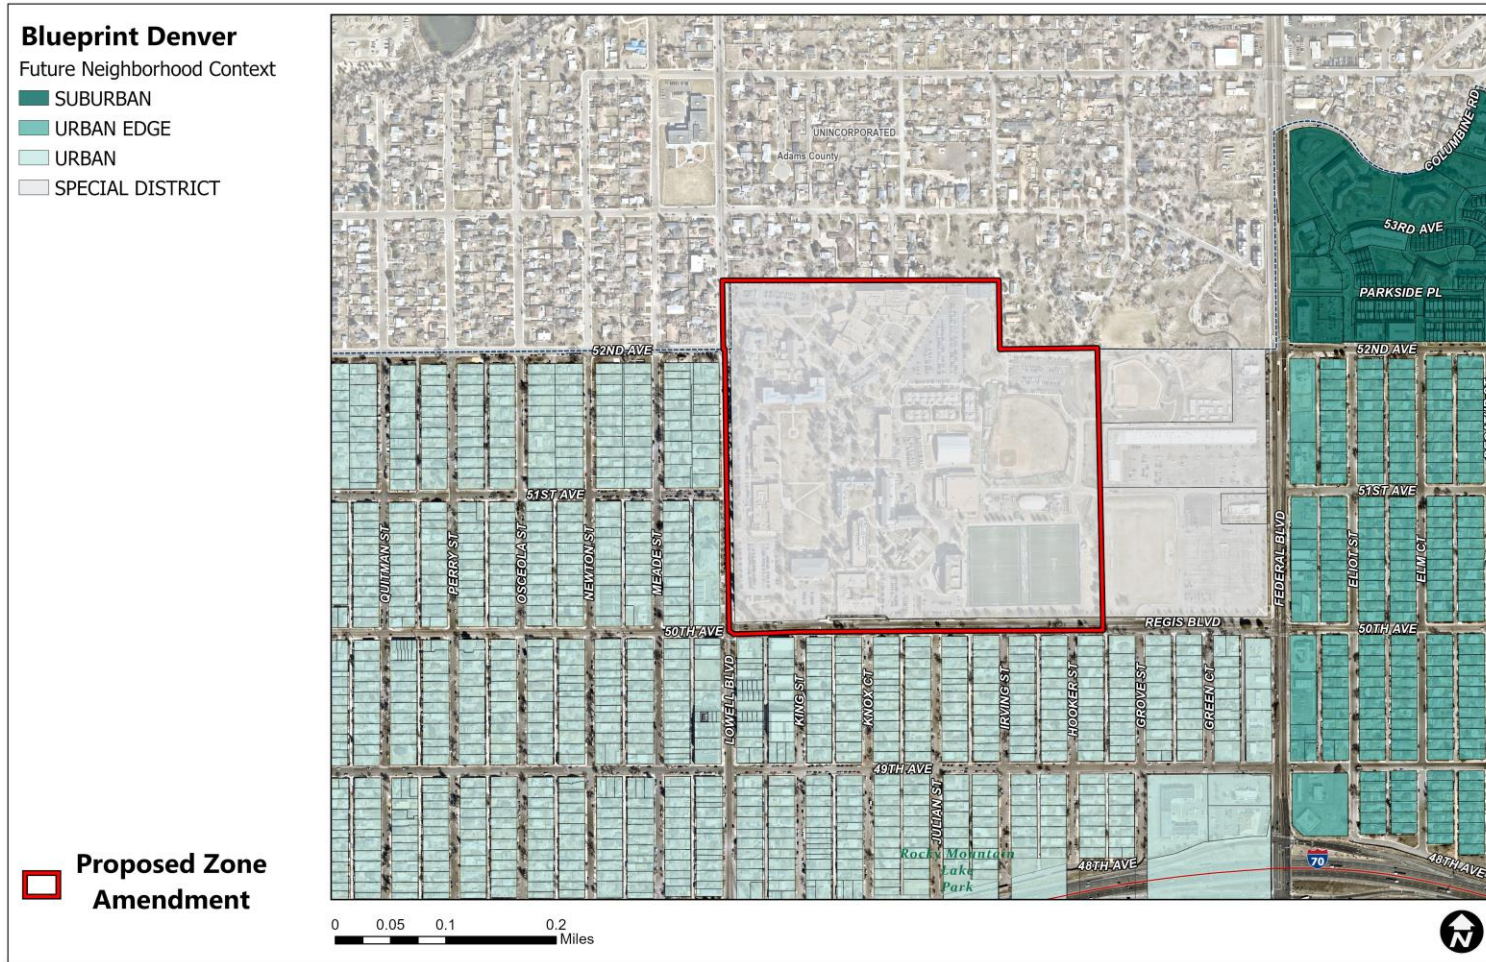 Blueprint Denver
Future Neighborhood Context
SUBURBAN
URBAN EDGE
URBAN
SPECIAL DISTRICT
Proposed Zone
Amendment
UNINCORPORATED
Adams County
COLUMBINE RD
53RD AVE
PARKSIDE PL
52ND AVE
52ND AVE
51ST AVE
51ST AVE
QUITMAN ST
PERRY ST
OSCEOLA ST
NEWTON ST
MEADE ST
FEDERAL BLVD
ELIOT ST
ELM CT
50TH AVE
REGIS BLVD
50TH AVE
LOWELL BLVD
KING ST
KNOX CT
IRVING ST
HOOKER ST
GROVE ST
GREEN CT
49TH AVE
JULIAN ST
Rocky Mountain
Lake
Park
48TH AVE
70
48TH AVE
0 0.05 0.1 0.2
Miles
N